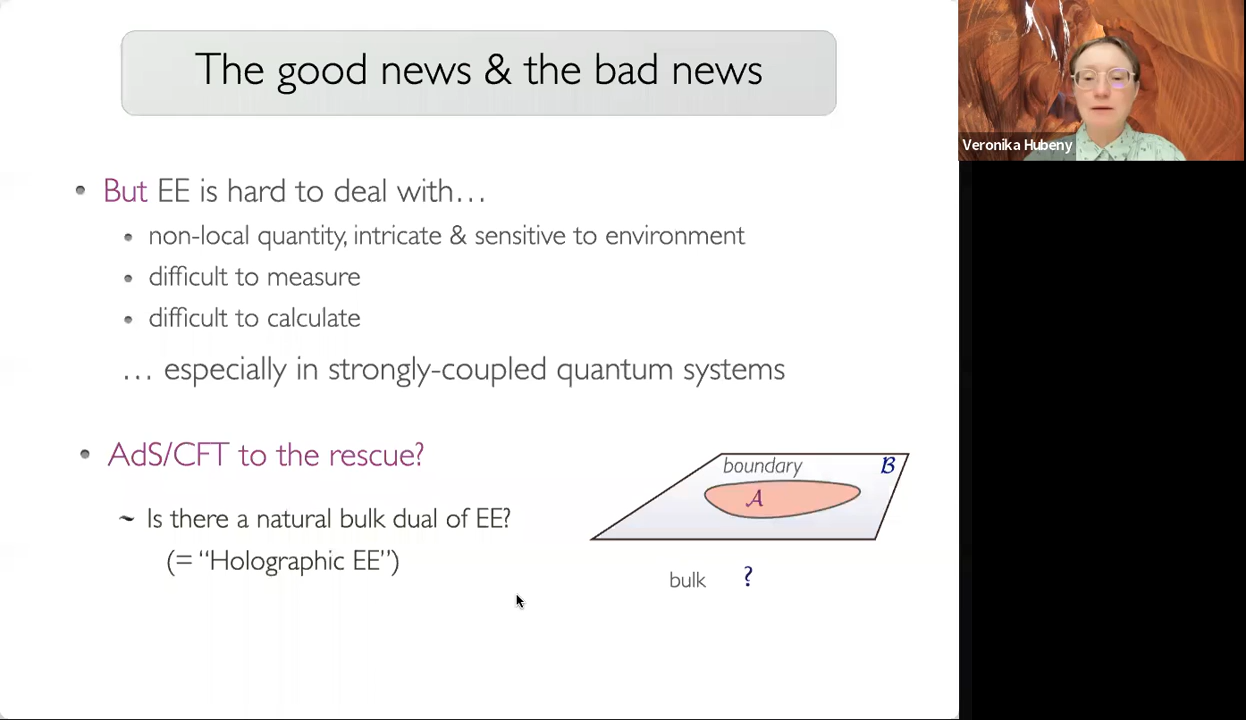 The good news & the bad news
Veronika Hubeny
• But EE is hard to deal with…
• non-local quantity, intricate & sensitive to environment
• difficult to measure
• difficult to calculate
… especially in strongly-coupled quantum systems
• AdS/CFT to the rescue?
~ Is there a natural bulk dual of EE?
(= “Holographic EE”)
boundary
B
A
bulk ?